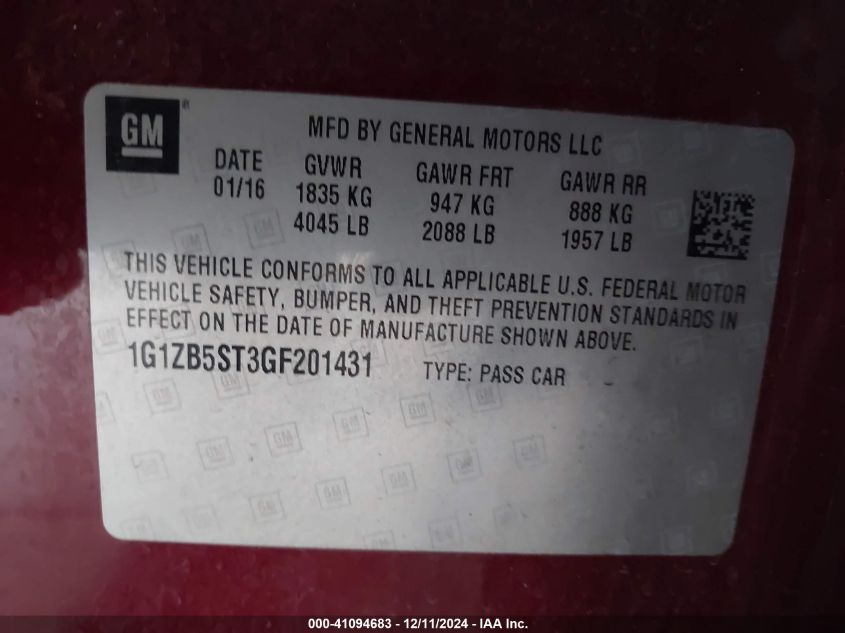 GM
MFD BY GENERAL MOTORS LLC
DATE GVWR GAWR FRT GAWR RR
01/16 1835 KG 947 KG 888 KG
4045 LB 2088 LB 1957 LB
THIS VEHICLE CONFORMS TO ALL APPLICABLE U.S. FEDERAL MOTOR
VEHICLE SAFETY, BUMPER, AND THEFT PREVENTION STANDARDS IN
EFFECT ON THE DATE OF MANUFACTURE SHOWN ABOVE.
1G1ZB5ST3GF201431 TYPE: PASS CAR
000-41094683 - 12/11/2024 - IAA Inc.